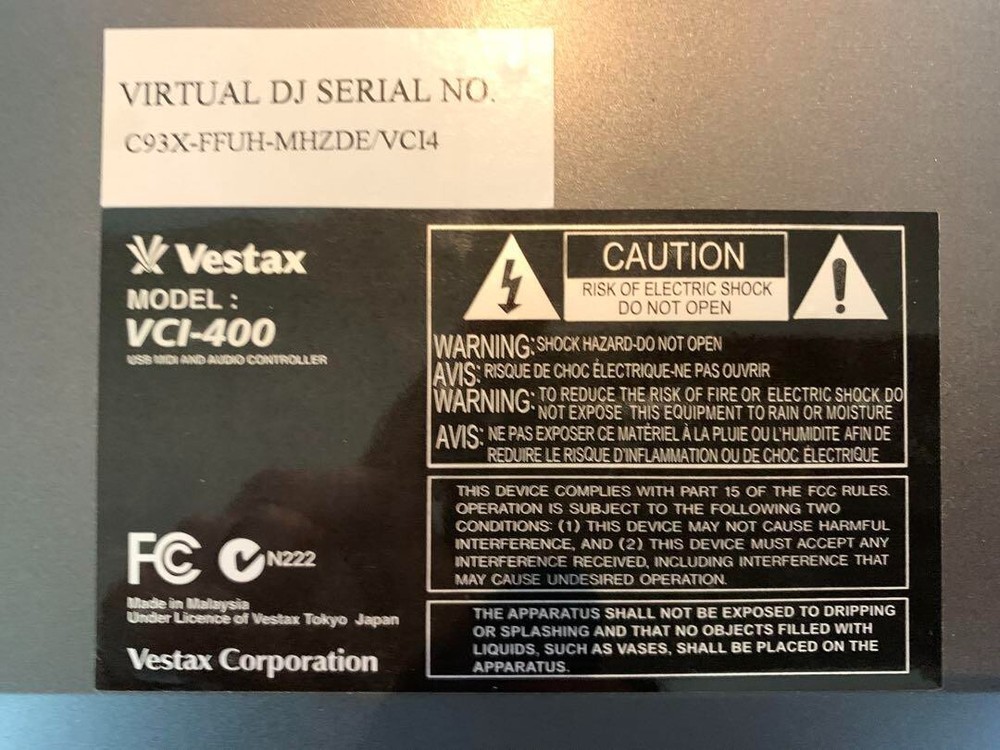 VIRTUAL DJ SERIAL NO.
C93X-FFUH-MHZDE/VCI4
Vestax
MODEL :
VCI-400
USB MIDI AND AUDIO CONTROLLER
FC
N222
Made in Malaysia
Under Licence of Vestax Tokyo Japan
Vestax Corporation
CAUTION
RISK OF ELECTRIC SHOCK
DO NOT OPEN
WARNING: SHOCK HAZARD-DO NOT OPEN
AVIS: RISQUE DE CHOC ÉLECTRIQUE-NE PAS OUVRIR
WARNING: TO REDUCE THE RISK OF FIRE OR ELECTRIC SHOCK DO
NOT EXPOSE THIS EQUIPMENT TO RAIN OR MOISTURE
AVIS: NE PAS EXPOSER CE MATÉRIEL À LA PLUIE OU L'HUMIDITE AFIN DE
REDUIRE LE RISQUE D'INFLAMMATION OU DE CHOC ÉLECTRIQUE
THIS DEVICE COMPLIES WITH PART 15 OF THE FCC RULES.
OPERATION IS SUBJECT TO THE FOLLOWING TWO
CONDITIONS: (1) THIS DEVICE MAY NOT CAUSE HARMFUL
INTERFERENCE, AND (2) THIS DEVICE MUST ACCEPT ANY
INTERFERENCE RECEIVED, INCLUDING INTERFERENCE THAT
MAY CAUSE UNDESIRED OPERATION.
THE APPARATUS SHALL NOT BE EXPOSED TO DRIPPING
OR SPLASHING AND THAT NO OBJECTS FILLED WITH
LIQUIDS, SUCH AS VASES, SHALL BE PLACED ON THE
APPARATUS.